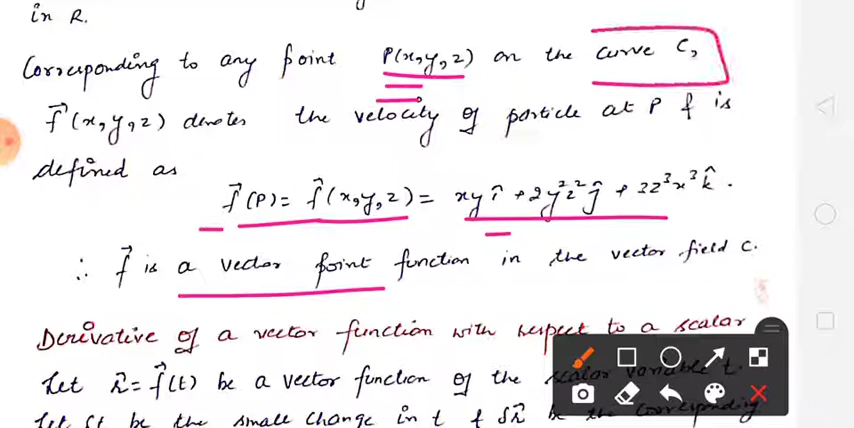 in R.
Corresponding to any point P(x,y,z) on the curve C,
f⃗(x,y,z) denotes the velocity of particle at P f is
defined as
f⃗(P) = f⃗(x,y,z) = xy î + 2y²z² ĵ + 3z³x² k̂.
∴ f⃗ is a vector point function in the vector field C.
Derivative of a vector function with respect to a scalar
Let r⃗ = f⃗(t) be a vector function of the scalar variable t.
Let δt be the small change in t & δr⃗ be the corresponding